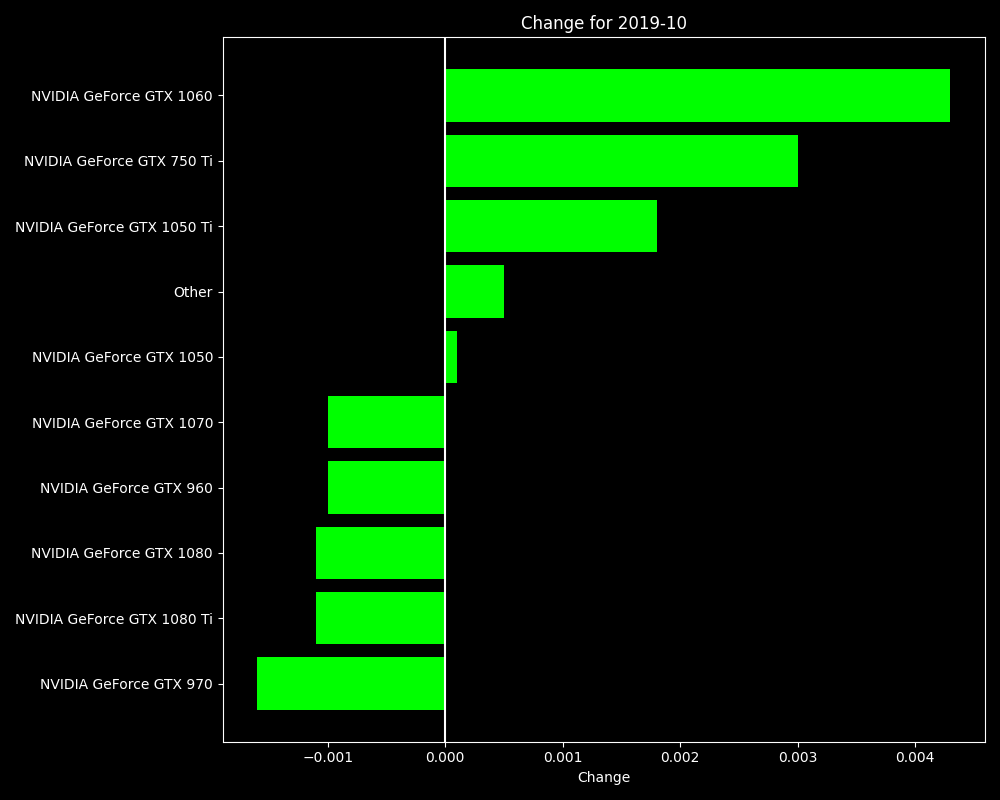 Change for 2019-10
NVIDIA GeForce GTX 1060
NVIDIA GeForce GTX 750 Ti
NVIDIA GeForce GTX 1050 Ti
Other
NVIDIA GeForce GTX 1050
NVIDIA GeForce GTX 1070
NVIDIA GeForce GTX 960
NVIDIA GeForce GTX 1080
NVIDIA GeForce GTX 1080 Ti
NVIDIA GeForce GTX 970
−0.001 0.000 0.001 0.002 0.003 0.004
Change